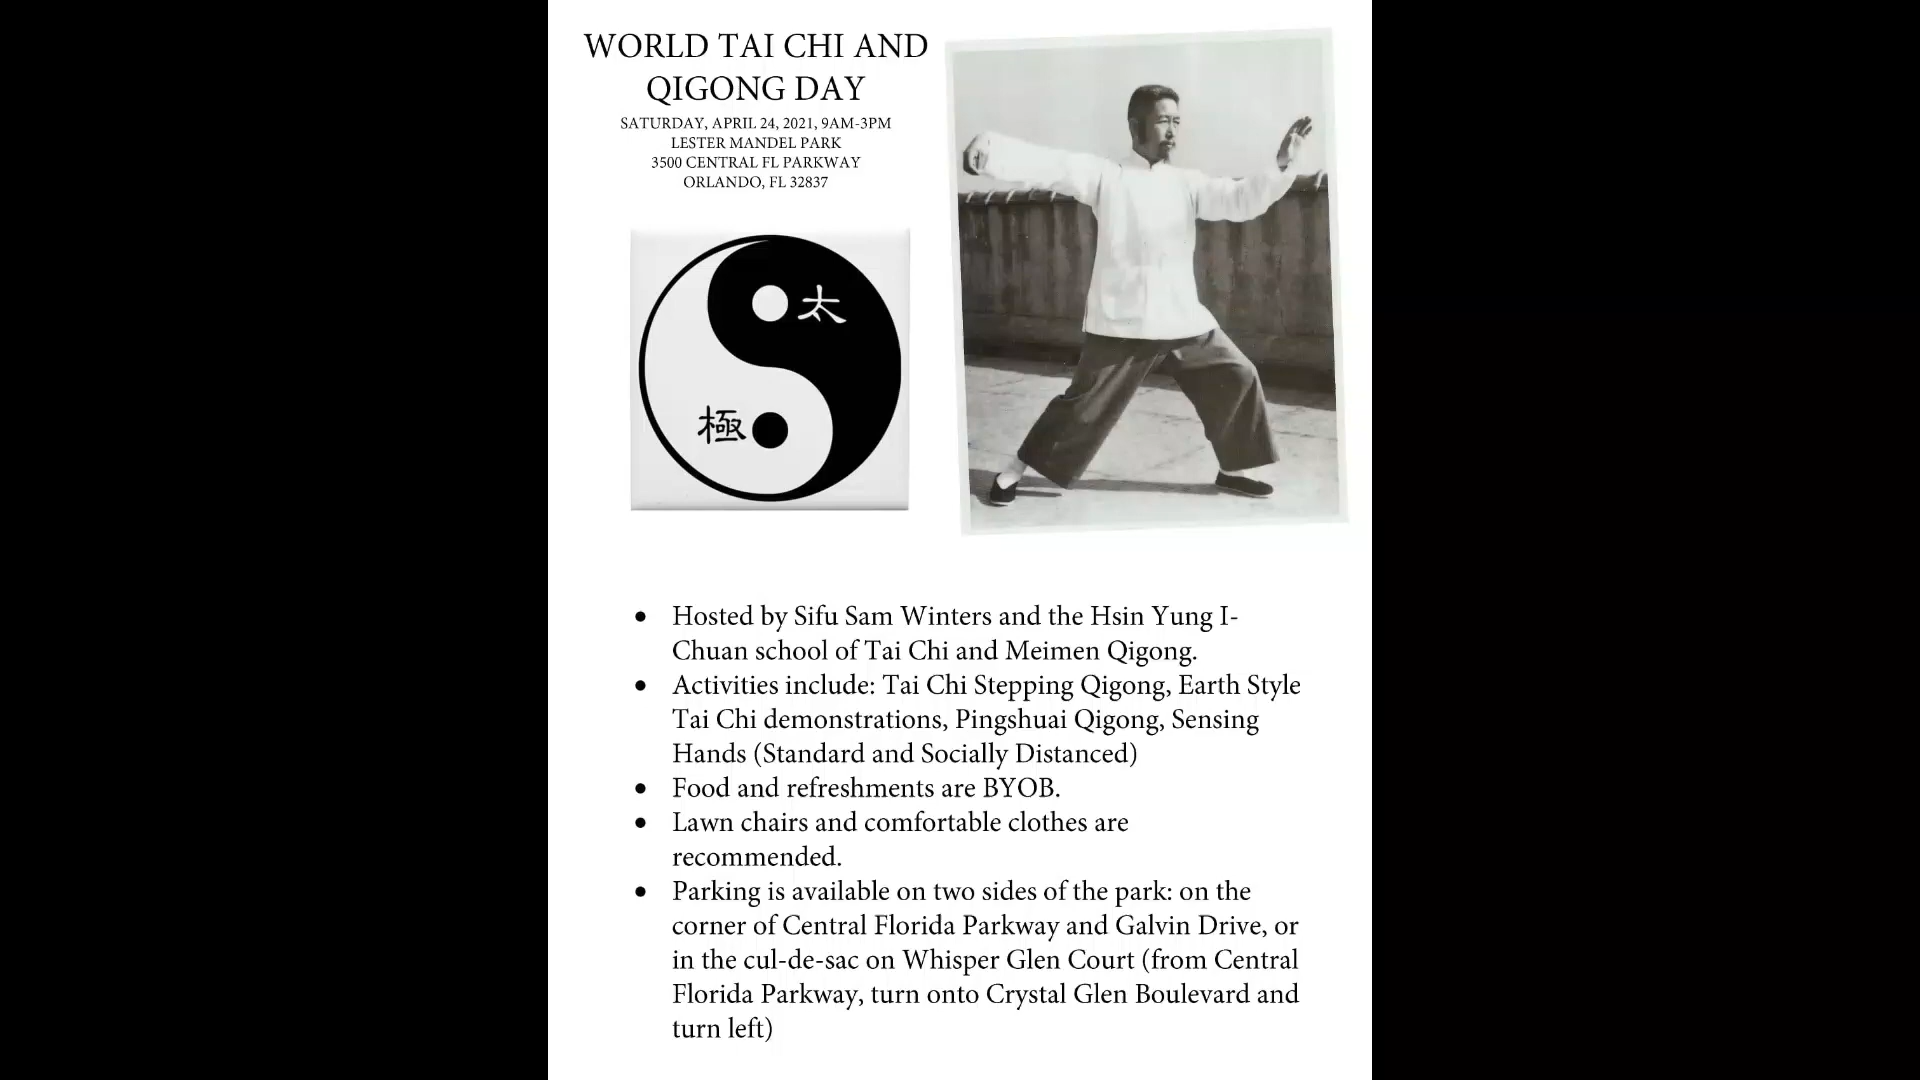 WORLD TAI CHI AND
QIGONG DAY
SATURDAY, APRIL 24, 2021, 9AM-3PM
LESTER MANDEL PARK
3500 CENTRAL FL PARKWAY
ORLANDO, FL 32837
太
極
• Hosted by Sifu Sam Winters and the Hsin Yung I-
Chuan school of Tai Chi and Meimen Qigong.
• Activities include: Tai Chi Stepping Qigong, Earth Style
Tai Chi demonstrations, Pingshuai Qigong, Sensing
Hands (Standard and Socially Distanced)
• Food and refreshments are BYOB.
• Lawn chairs and comfortable clothes are
recommended.
• Parking is available on two sides of the park: on the
corner of Central Florida Parkway and Galvin Drive, or
in the cul-de-sac on Whisper Glen Court (from Central
Florida Parkway, turn onto Crystal Glen Boulevard and
turn left)